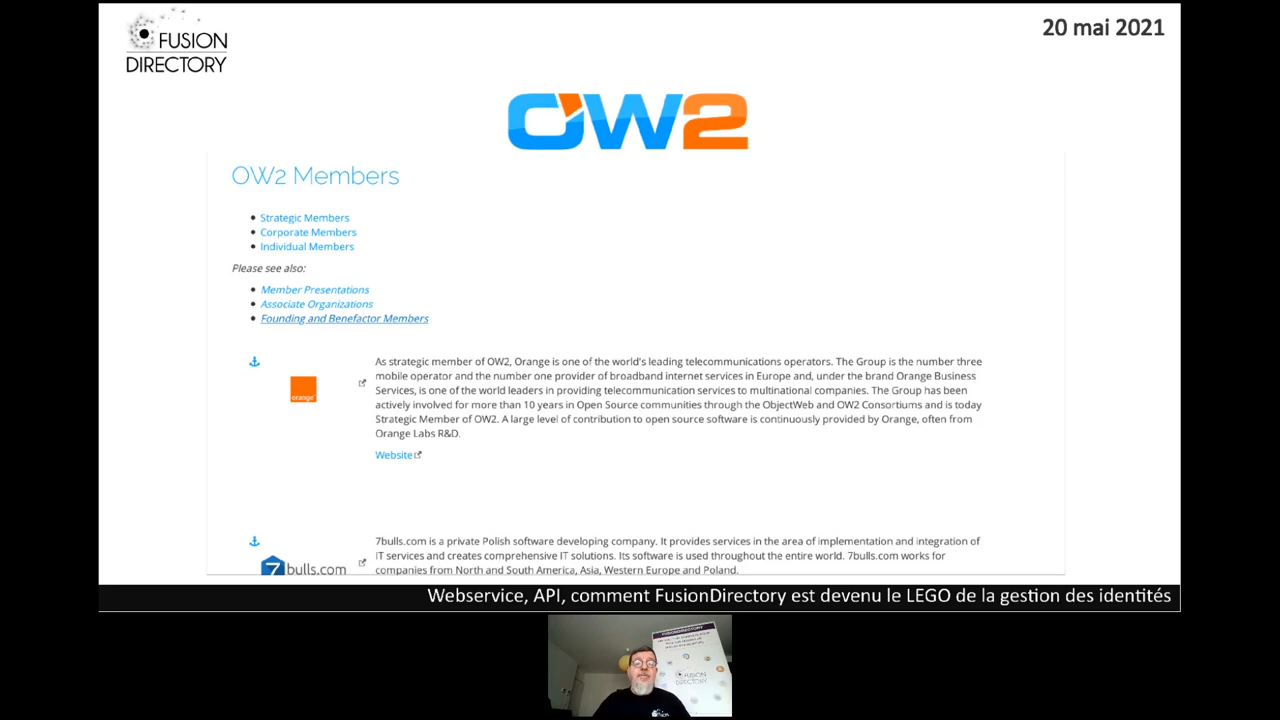 FUSION
DIRECTORY
20 mai 2021
OW2
OW2 Members
Strategic Members
Corporate Members
Individual Members
Please see also:
Member Presentations
Associate Organizations
Founding and Benefactor Members
As strategic member of OW2, Orange is one of the world's leading telecommunications operators. The Group is the number three
mobile operator and the number one provider of broadband internet services in Europe and, under the brand Orange Business
Services, is one of the world leaders in providing telecommunication services to multinational companies. The Group has been
actively involved for more than 10 years in Open Source communities through the ObjectWeb and OW2 Consortiums and is today
Strategic Member of OW2. A large level of contribution to open source software is continuously provided by Orange, often from
Orange Labs R&D.
orange
Website
7bulls.com is a private Polish software developing company. It provides services in the area of implementation and integration of
IT services and creates comprehensive IT solutions. Its software is used throughout the entire world. 7bulls.com works for
companies from North and South America, Asia, Western Europe and Poland.
7bulls.com
Webservice, API, comment FusionDirectory est devenu le LEGO de la gestion des identités
FUSIONDIRECTORY
FUSION
DIRECTORY